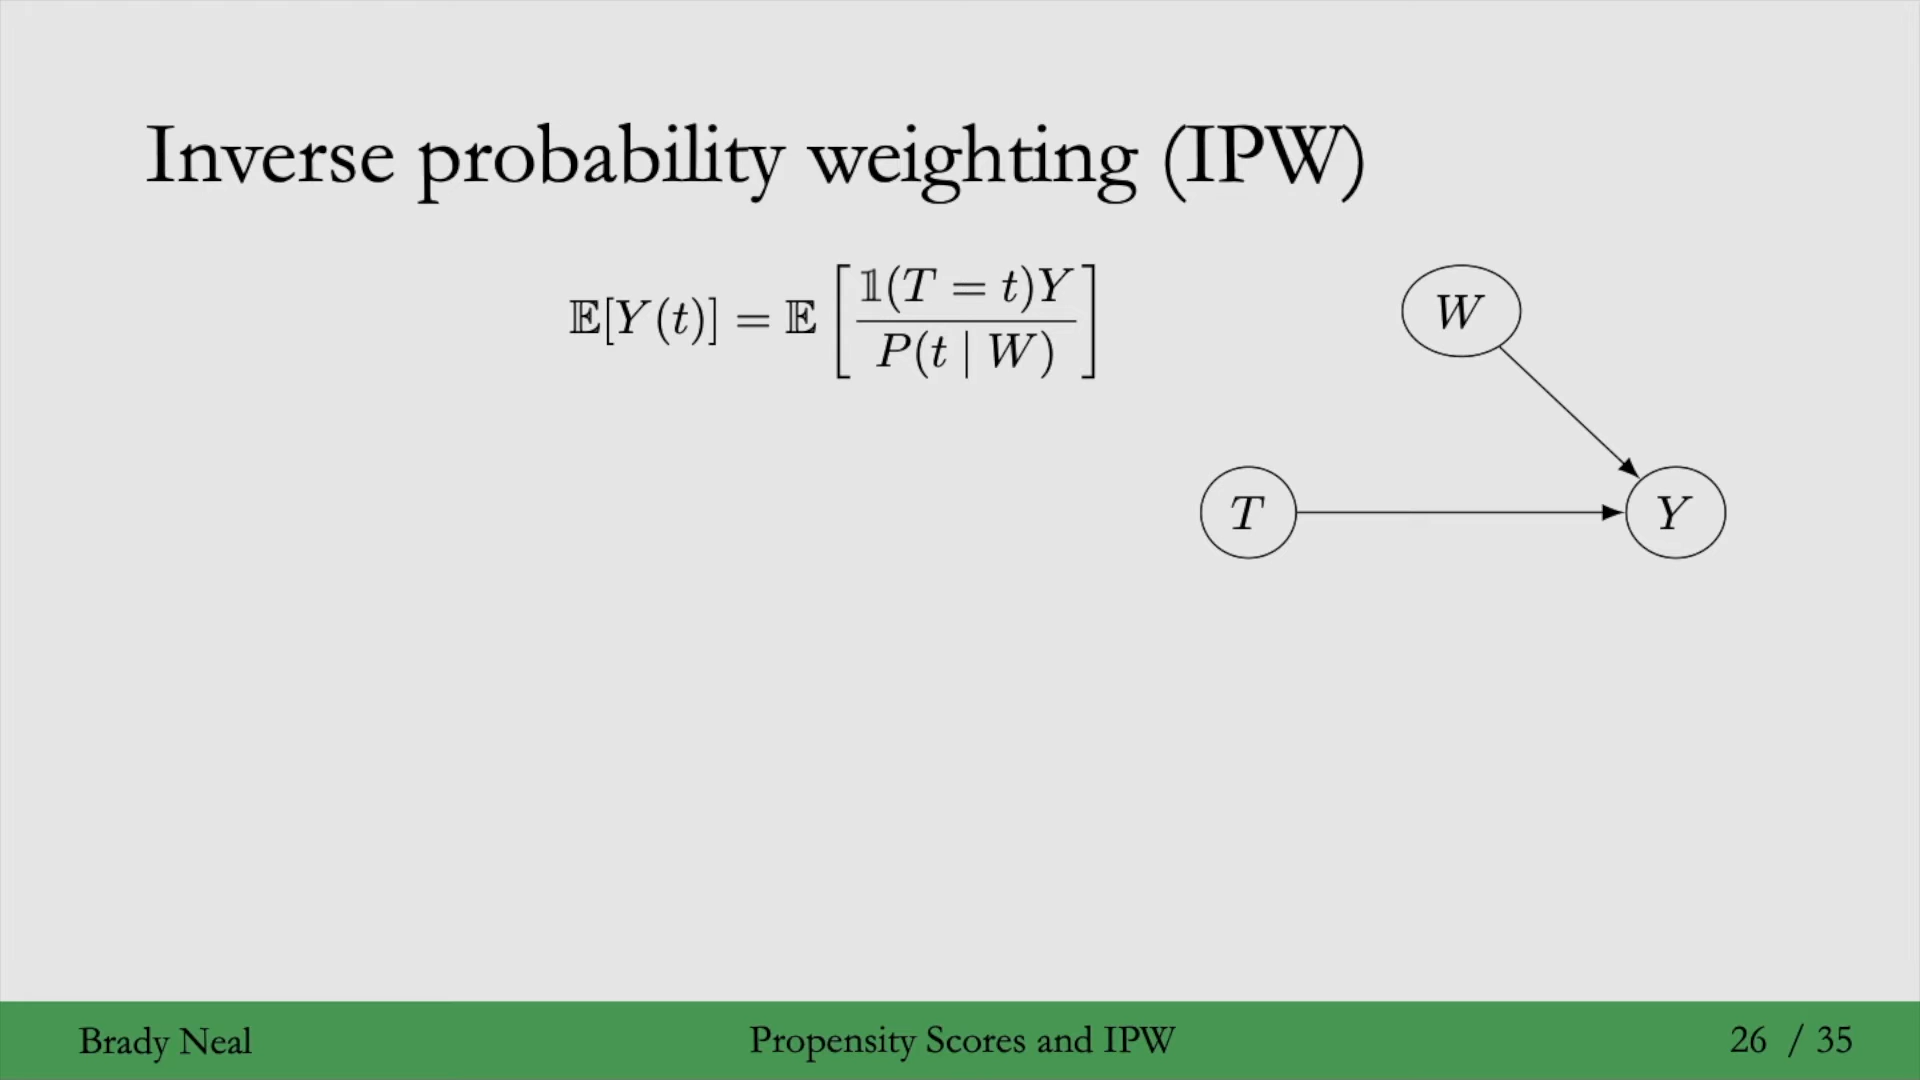 Inverse probability weighting (IPW)
𝔼[Y(t)] = 𝔼 [ 𝟙(T = t)Y / P(t | W) ]
W
T
Y
Brady Neal
Propensity Scores and IPW
26 / 35